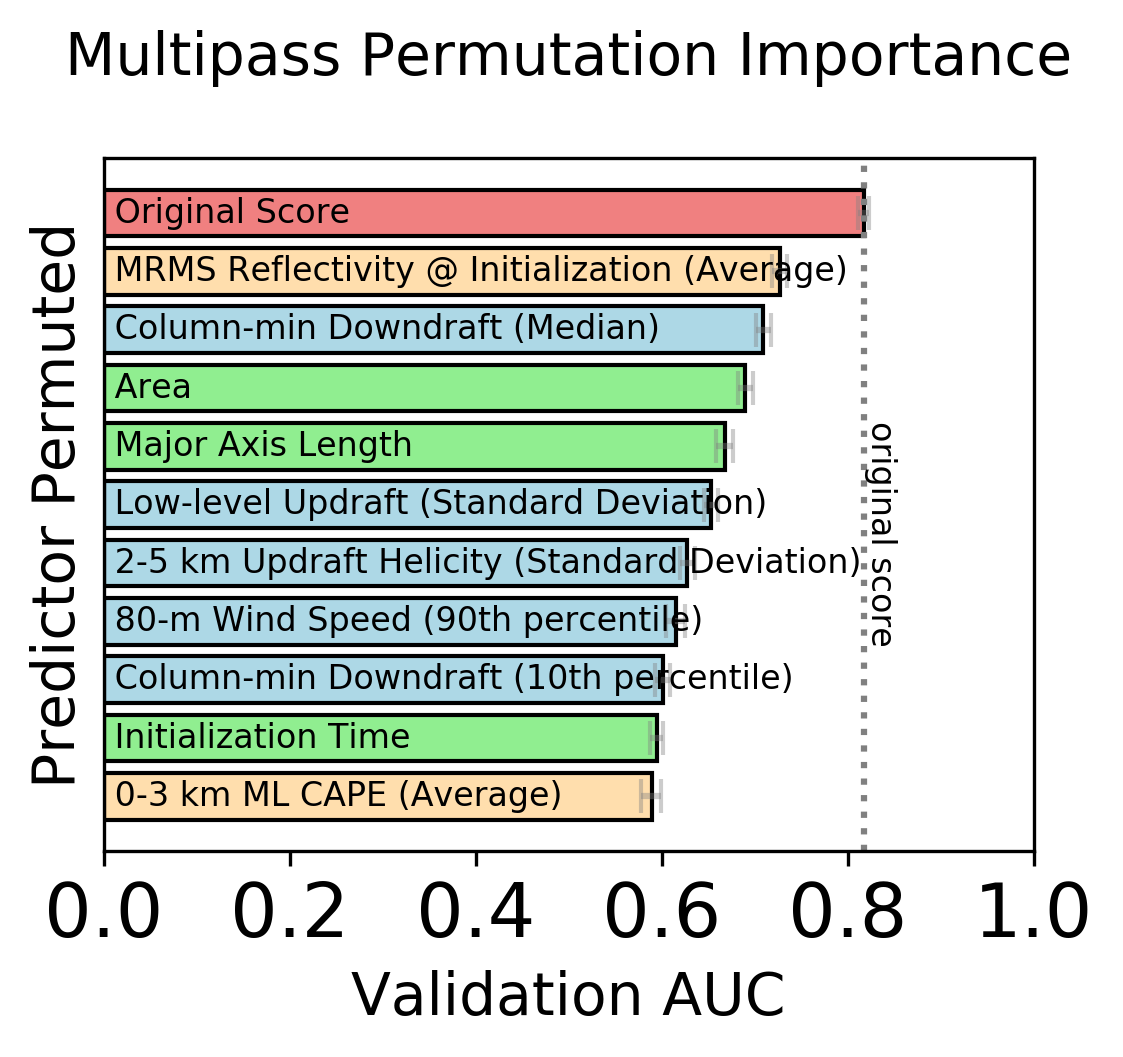 Multipass Permutation Importance
Predictor Permuted
Original Score
MRMS Reflectivity @ Initialization (Average)
Column-min Downdraft (Median)
Area
Major Axis Length
Low-level Updraft (Standard Deviation)
2-5 km Updraft Helicity (Standard Deviation)
80-m Wind Speed (90th percentile)
Column-min Downdraft (10th percentile)
Initialization Time
0-3 km ML CAPE (Average)
original score
0.0 0.2 0.4 0.6 0.8 1.0
Validation AUC